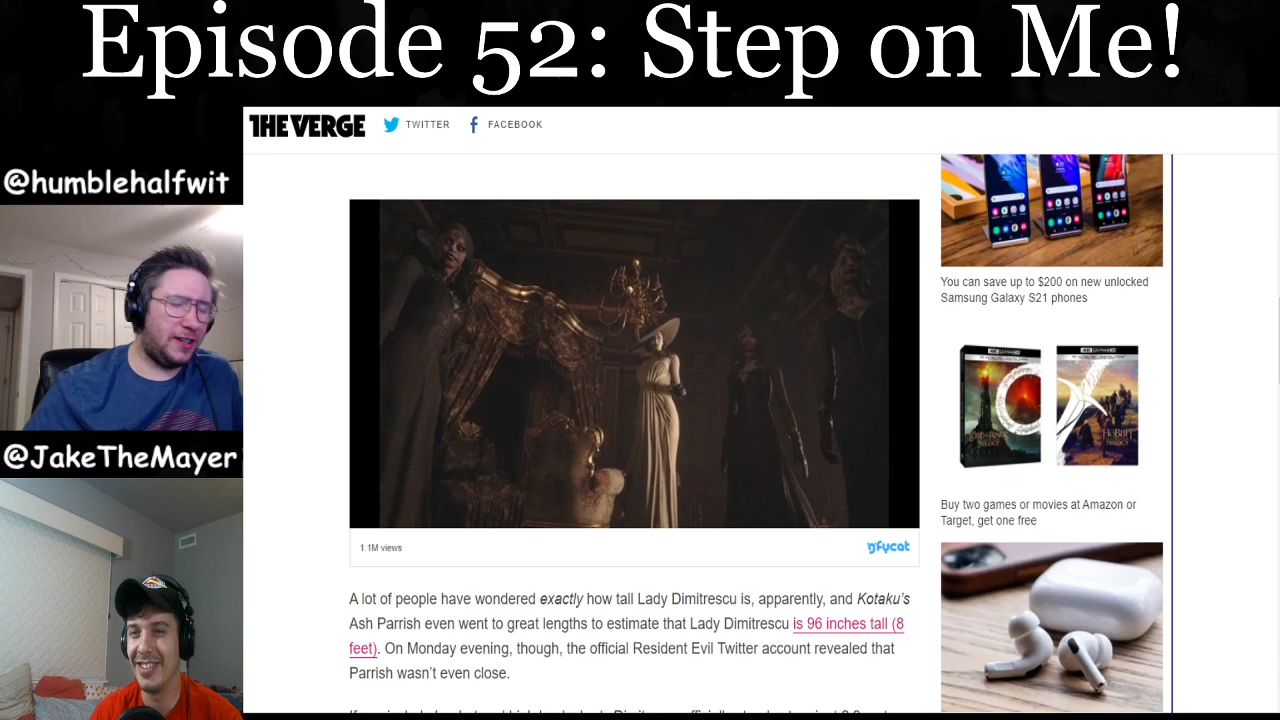 Episode 52: Step on Me!
THE VERGE
TWITTER
FACEBOOK
@humblehalfwit
@JakeTheMayer
1.1M views
gfycat
A lot of people have wondered exactly how tall Lady Dimitrescu is, apparently, and Kotaku's
Ash Parrish even went to great lengths to estimate that Lady Dimitrescu is 96 inches tall (8
feet). On Monday evening, though, the official Resident Evil Twitter account revealed that
Parrish wasn't even close.
You can save up to $200 on new unlocked
Samsung Galaxy S21 phones
HOBBIT
TRILOGY
Buy two games or movies at Amazon or
Target, get one free